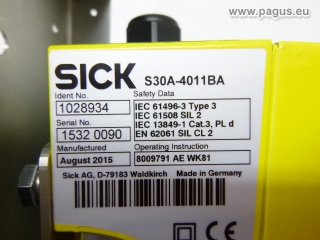 www.pagus.eu
SICK S30A-4011BA
Ident No. Safety Data
1028934 IEC 61496-3 Type 3
IEC 61508 SIL 2
Serial No. IEC 13849-1 Cat.3, PL d
1532 0090 EN 62061 SIL CL 2
Manufactured Operating Instruction
August 2015 8009791 AE WK81
Sick AG, D-79183 Waldkirch Made in Germany